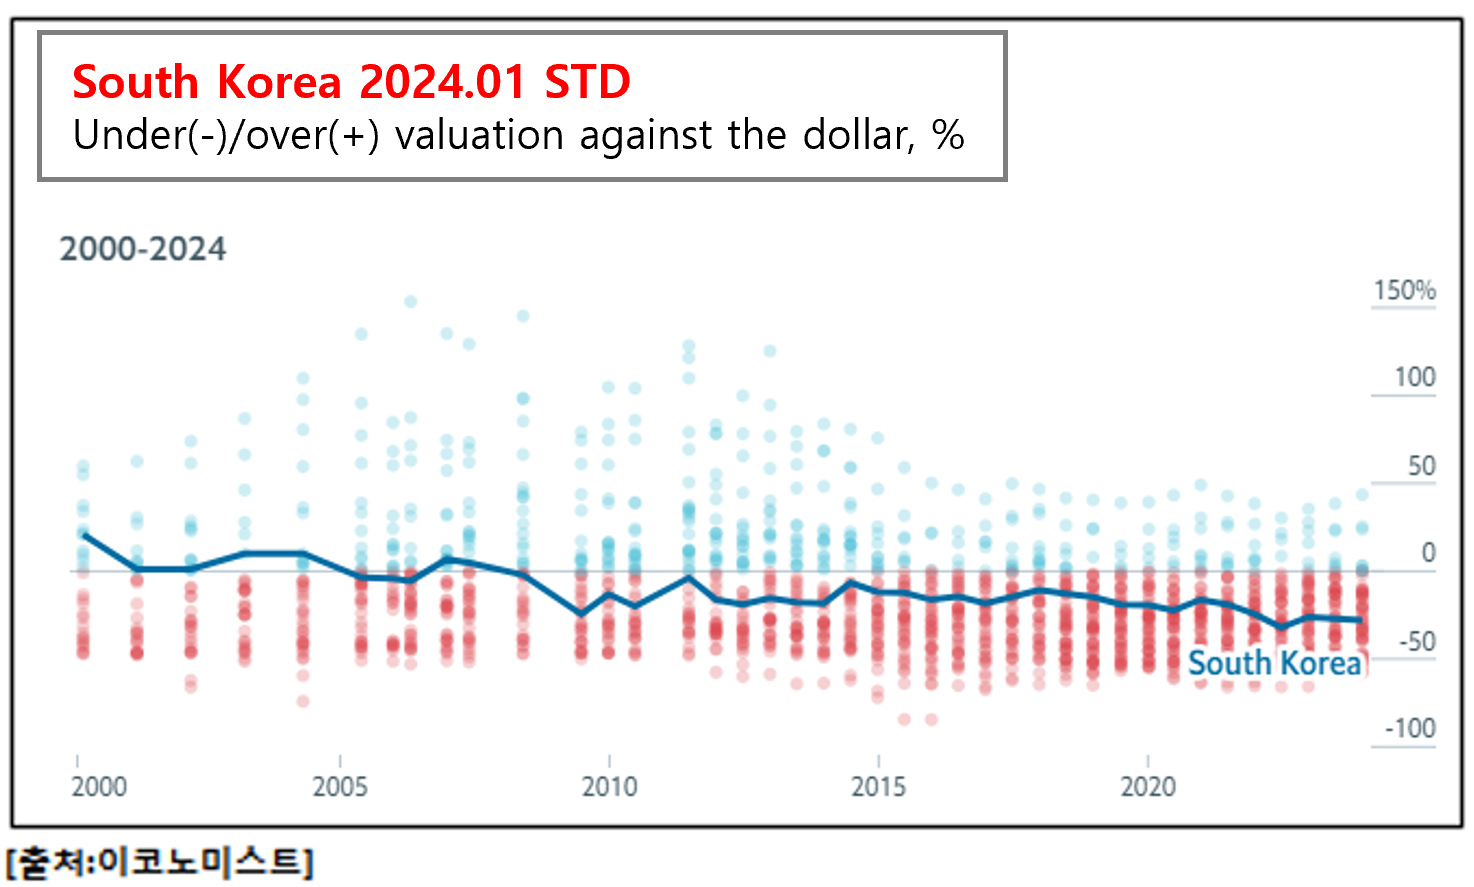 South Korea 2024.01 STD
Under(-)/over(+) valuation against the dollar, %
2000-2024
150%
100
50
0
-50
South Korea
-100
2000 2005 2010 2015 2020
[출처:이코노미스트]